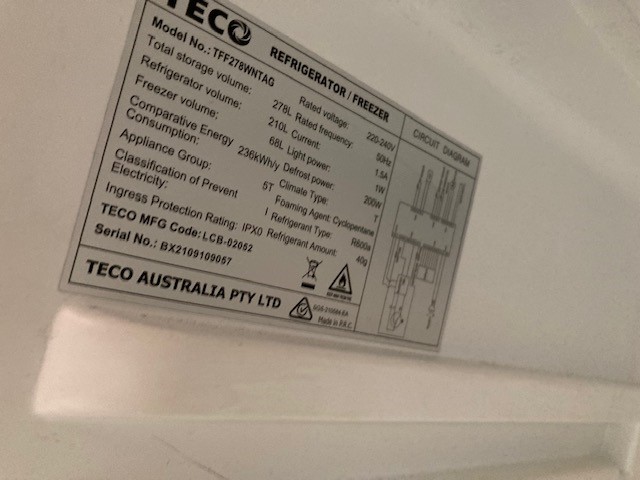 TECO
REFRIGERATOR / FREEZER
CIRCUIT DIAGRAM
Model No.: TFF278WNTAG
Total storage volume: 278L
Refrigerator volume: 210L
Freezer volume: 68L
Comparative Energy
Consumption: 236kWh/y
Appliance Group: 5T
Classification of Prevent
Electricity: I
Ingress Protection Rating: IPX0
TECO MFG Code: LCB-02052
Serial No.: BX2109109057
Rated voltage: 220-240V
Rated frequency: 50Hz
Current: 1.5A
Light power: 1W
Defrost power: 200W
Climate Type: T
Foaming Agent: Cyclopentane
Refrigerant Type: R600a
Refrigerant Amount: 40g
TECO AUSTRALIA PTY LTD
Made in P.R.C.